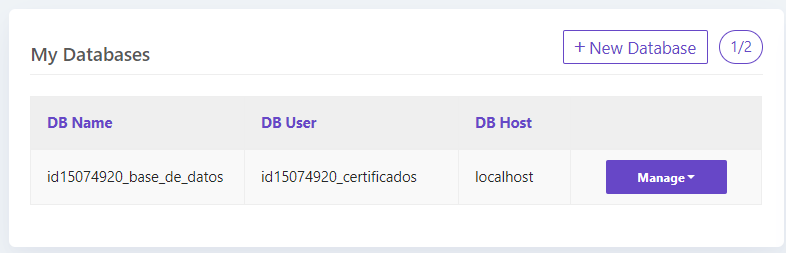 My Databases
+ New Database
1/2
DB Name DB User DB Host
id15074920_base_de_datos id15074920_certificados localhost Manage